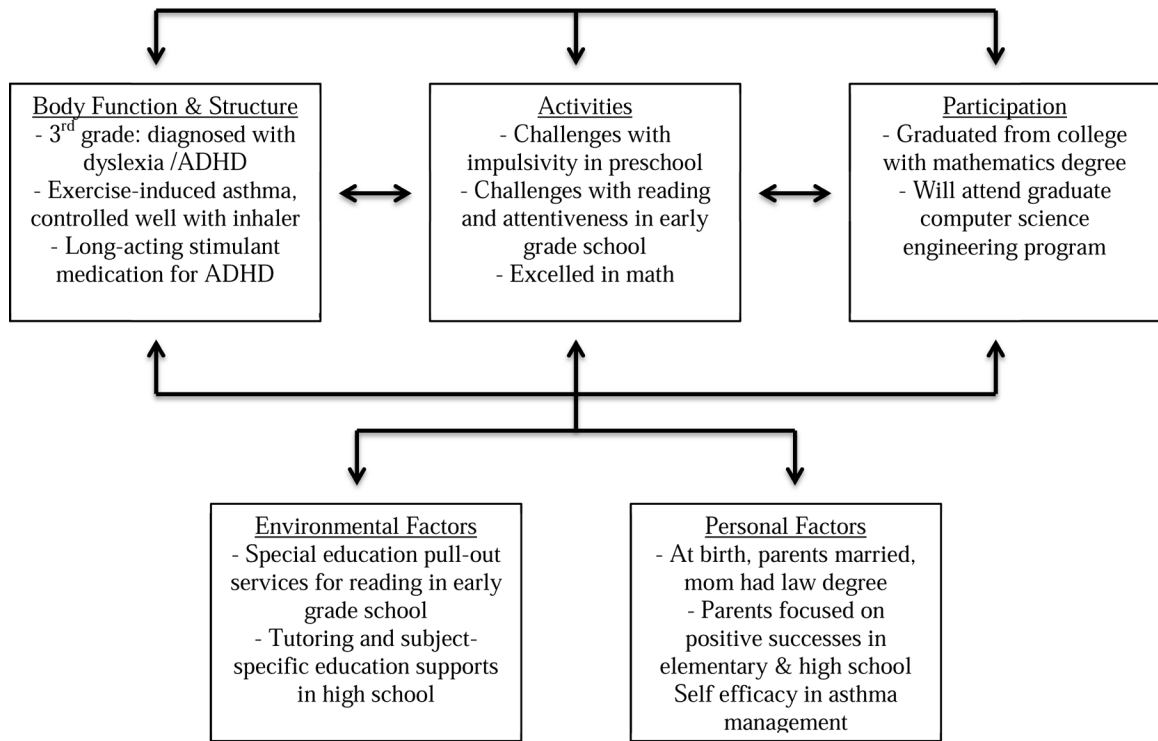 Body Function & Structure
- 3rd grade: diagnosed with
dyslexia /ADHD
- Exercise-induced asthma,
controlled well with inhaler
- Long-acting stimulant
medication for ADHD
Activities
- Challenges with
impulsivity in preschool
- Challenges with reading
and attentiveness in early
grade school
- Excelled in math
Participation
- Graduated from college
with mathematics degree
- Will attend graduate
computer science
engineering program
Environmental Factors
- Special education pull-out
services for reading in early
grade school
- Tutoring and subject-
specific education supports
in high school
Personal Factors
- At birth, parents married,
mom had law degree
- Parents focused on
positive successes in
elementary & high school
Self efficacy in asthma
management